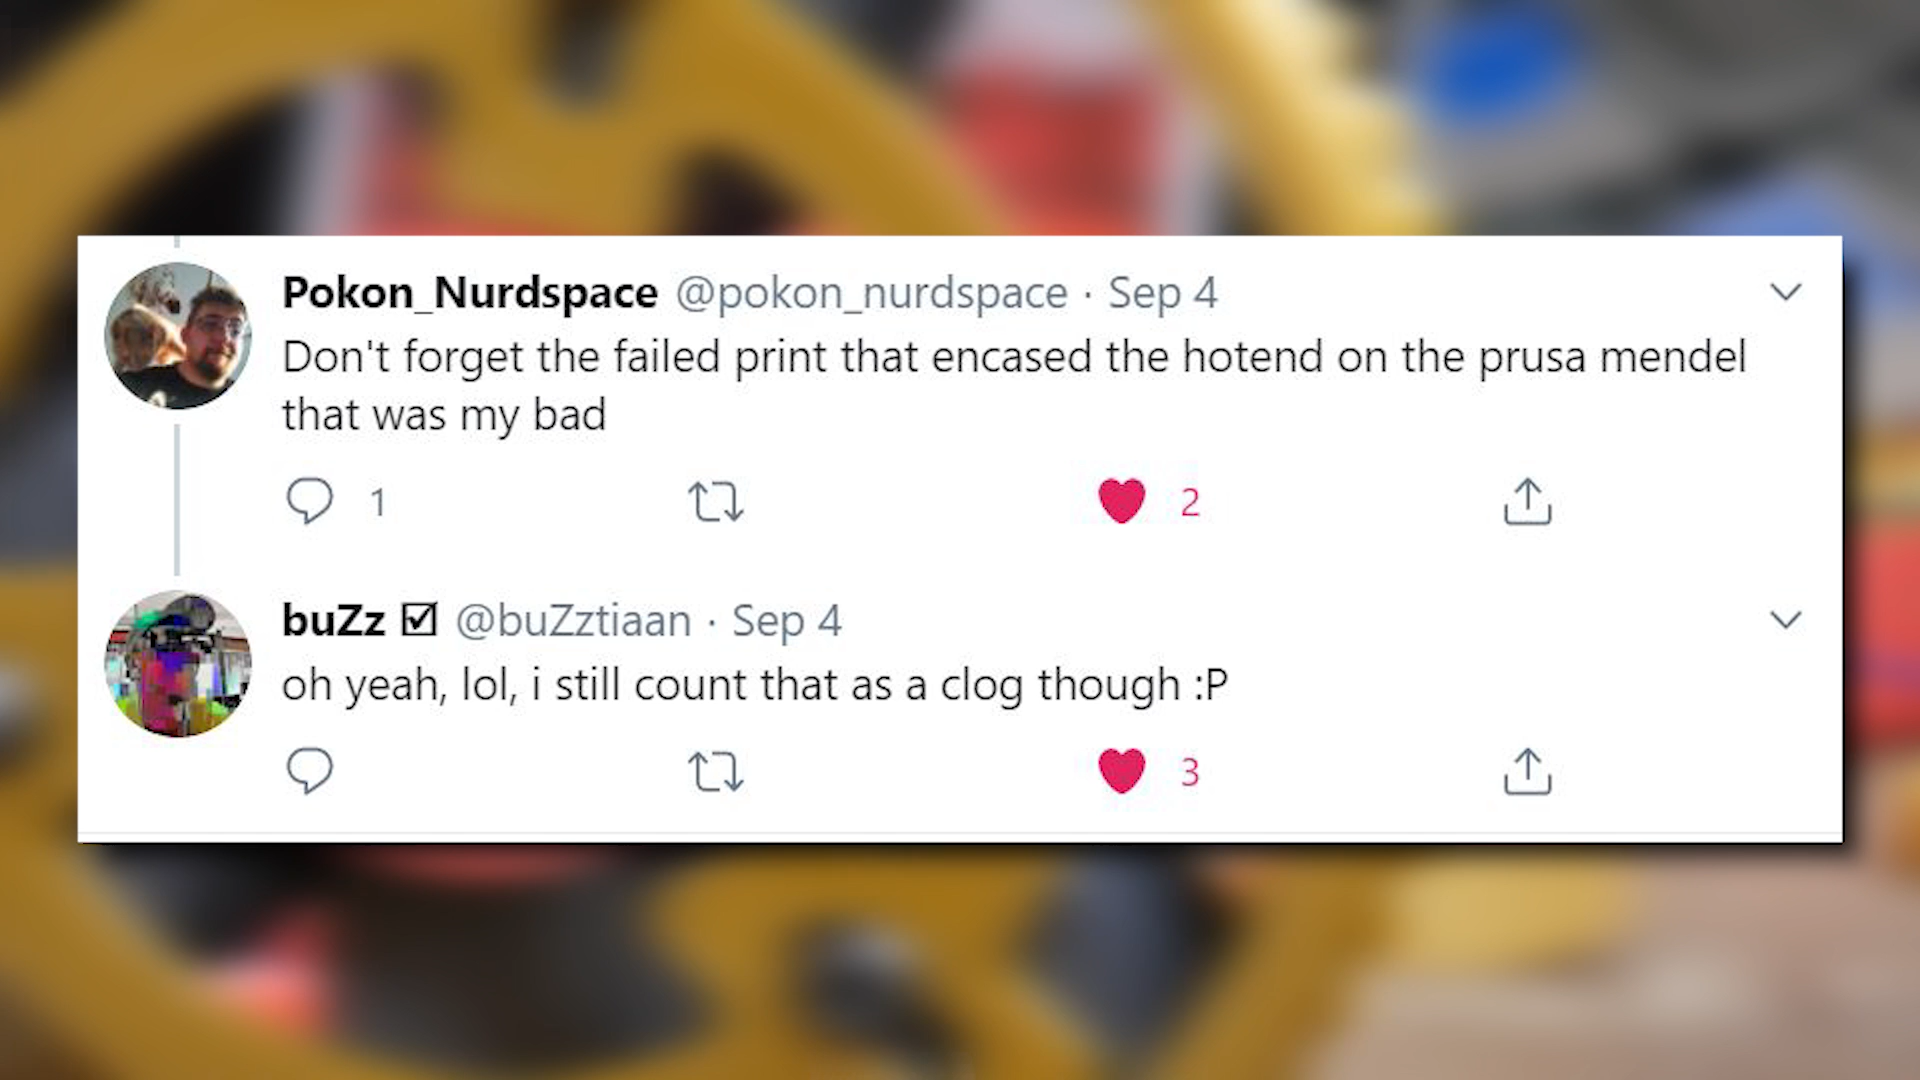 Pokon_Nurdspace @pokon_nurdspace · Sep 4
Don't forget the failed print that encased the hotend on the prusa mendel
that was my bad
1 2
buZz ☑ @buZztiaan · Sep 4
oh yeah, lol, i still count that as a clog though :P
3